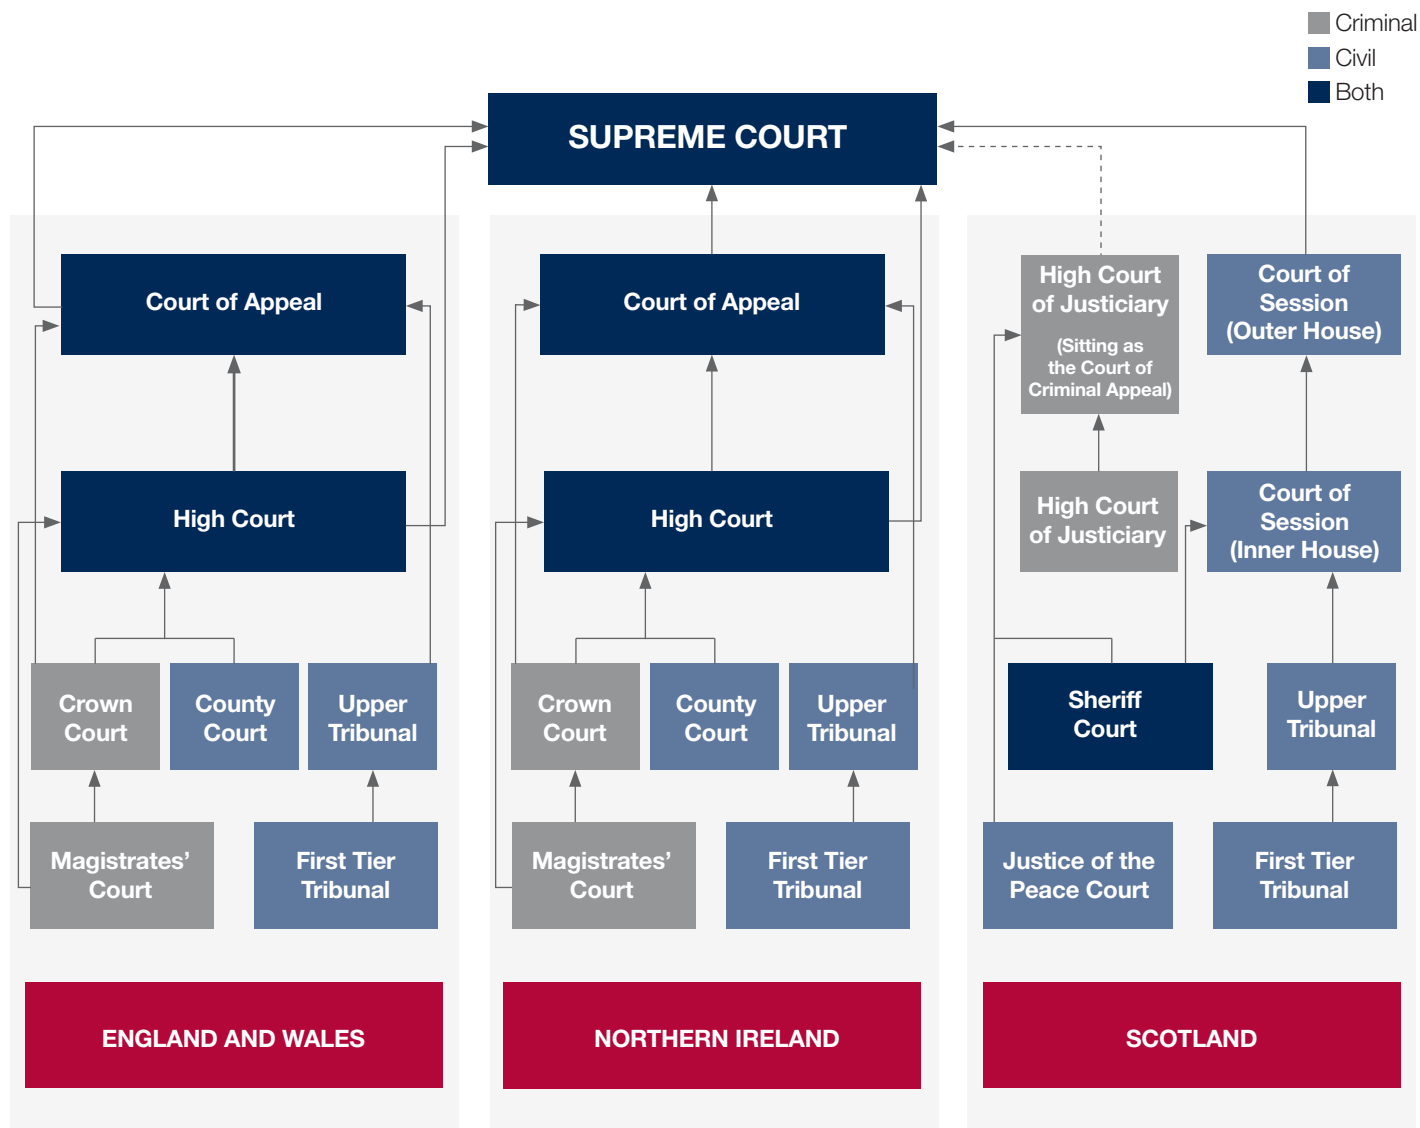 Criminal
Civil
Both
SUPREME COURT
Court of Appeal
High Court
Crown
Court
County
Court
Upper
Tribunal
Magistrates’
Court
First Tier
Tribunal
ENGLAND AND WALES
Court of Appeal
High Court
Crown
Court
County
Court
Upper
Tribunal
Magistrates’
Court
First Tier
Tribunal
NORTHERN IRELAND
High Court
of Justiciary
(Sitting as
the Court of
Criminal Appeal)
Court of
Session
(Outer House)
High Court
of Justiciary
Court of
Session
(Inner House)
Sheriff
Court
Upper
Tribunal
Justice of the
Peace Court
First Tier
Tribunal
SCOTLAND